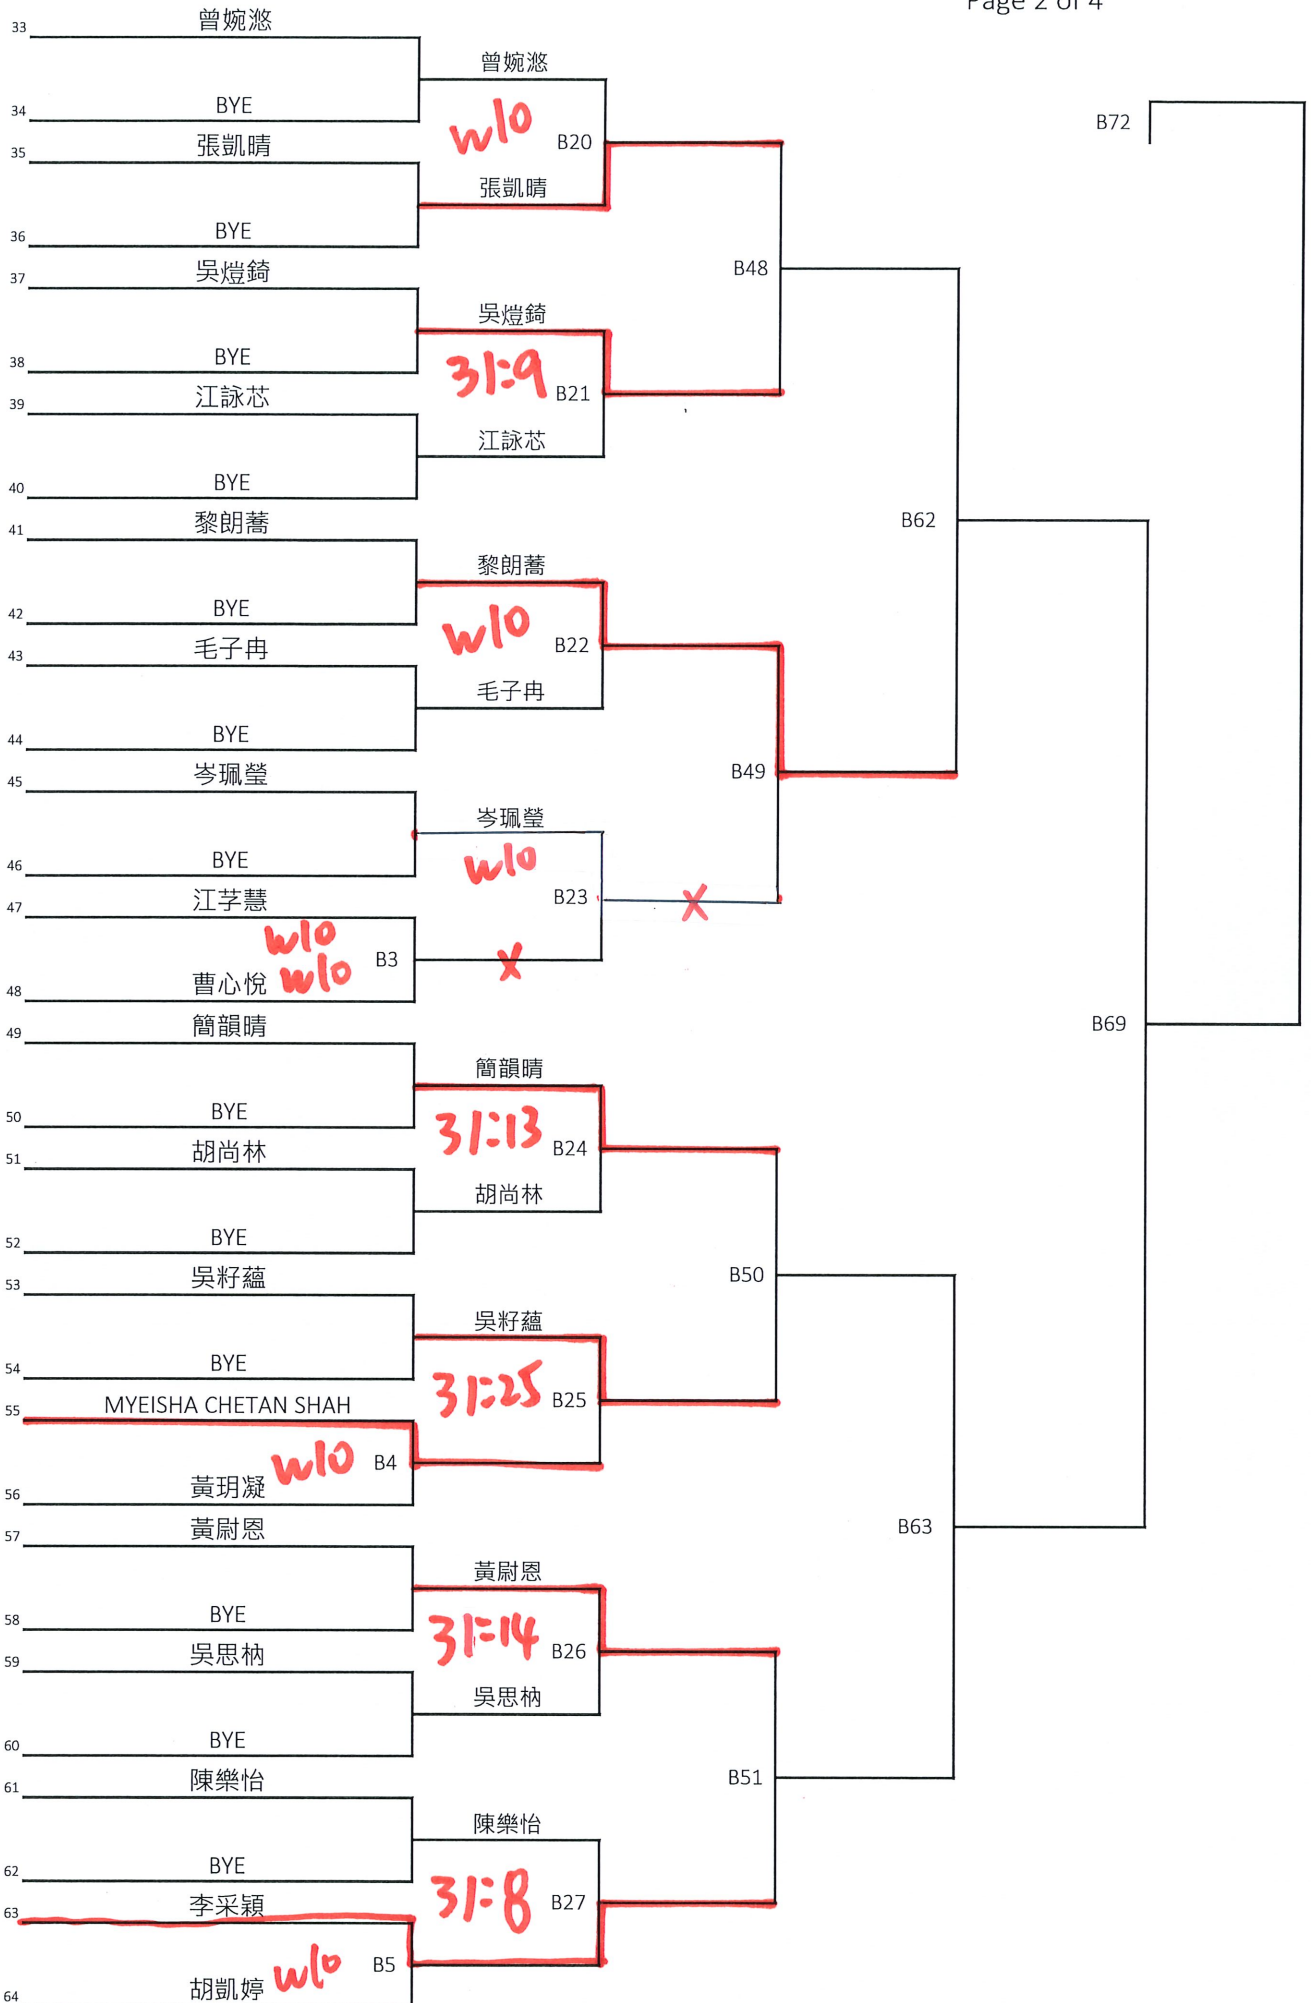 Page 2 of 4
33 曾婉滺
曾婉滺
34 BYE
w/o B20
B72
35 張凱晴
張凱晴
36 BYE
37 吳熞錡
B48
吳熞錡
38 BYE
31:9 B21
39 江詠芯
江詠芯
40 BYE
41 黎朗蕎
B62
黎朗蕎
42 BYE
w/o B22
43 毛子冉
毛子冉
44 BYE
45 岑珮瑩
B49
岑珮瑩
46 BYE
w/o
B23 X
47 江芓慧
w/o
B3 X
48 曹心悅 w/o
49 簡韻晴
B69
簡韻晴
50 BYE
31:13 B24
51 胡尚林
胡尚林
52 BYE
53 吳籽蘊
B50
吳籽蘊
54 BYE
31:25 B25
55 MYEISHA CHETAN SHAH
w/o B4
56 黃玥凝
57 黃尉恩
B63
黃尉恩
58 BYE
31:14 B26
59 吳思枘
吳思枘
60 BYE
61 陳樂怡
B51
陳樂怡
62 BYE
31:8 B27
63 李采穎
w/o B5
64 胡凱婷